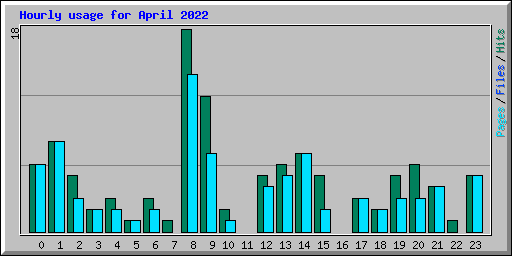 Hourly usage for April 2022
18
Pages / Files / Hits
0 1 2 3 4 5 6 7 8 9 10 11 12 13 14 15 16 17 18 19 20 21 22 23